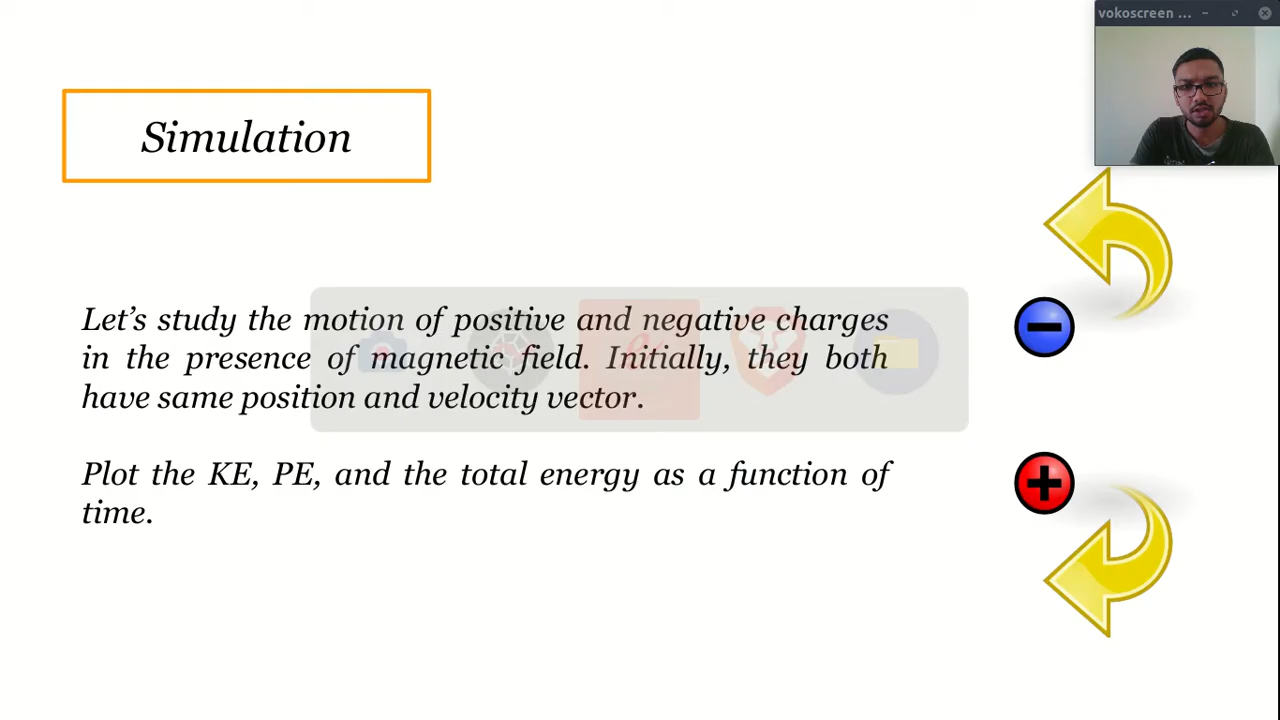 vokoscreen ...
Simulation
Let's study the motion of positive and negative charges
in the presence of magnetic field. Initially, they both
have same position and velocity vector.
Plot the KE, PE, and the total energy as a function of
time.